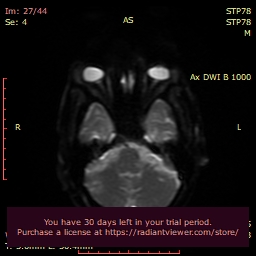 Im: 27/44
Se: 4
AS
STP78
STP78
M
Ax DWI B 1000
R
L
You have 30 days left in your trial period.
Purchase a license at https://radiantviewer.com/store/